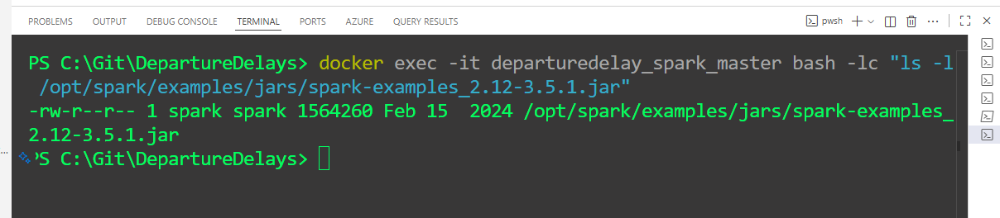 PROBLEMS OUTPUT DEBUG CONSOLE TERMINAL PORTS AZURE QUERY RESULTS pwsh
PS C:\Git\DepartureDelays> docker exec -it departuredelay_spark_master bash -lc "ls -l
/opt/spark/examples/jars/spark-examples_2.12-3.5.1.jar"
-rw-r--r-- 1 spark spark 1564260 Feb 15  2024 /opt/spark/examples/jars/spark-examples_
2.12-3.5.1.jar
PS C:\Git\DepartureDelays>